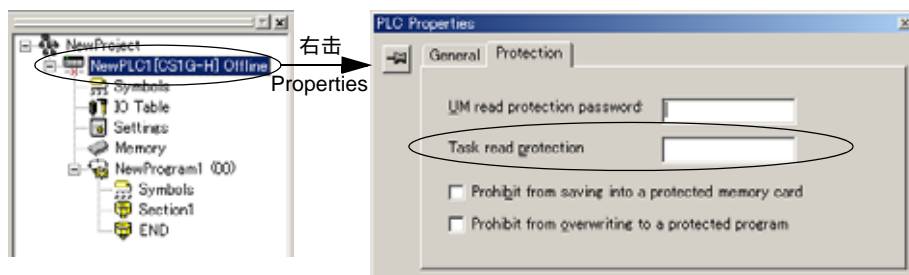 NewProject
NewPLC1[CS1G-H] Offline
Symbols
IO Table
Settings
Memory
NewProgram1 (00)
Symbols
Section1
END
右击
Properties
PLC Properties
General Protection
UM read protection password
Task read protection
Prohibit from saving into a protected memory card
Prohibit from overwriting to a protected program